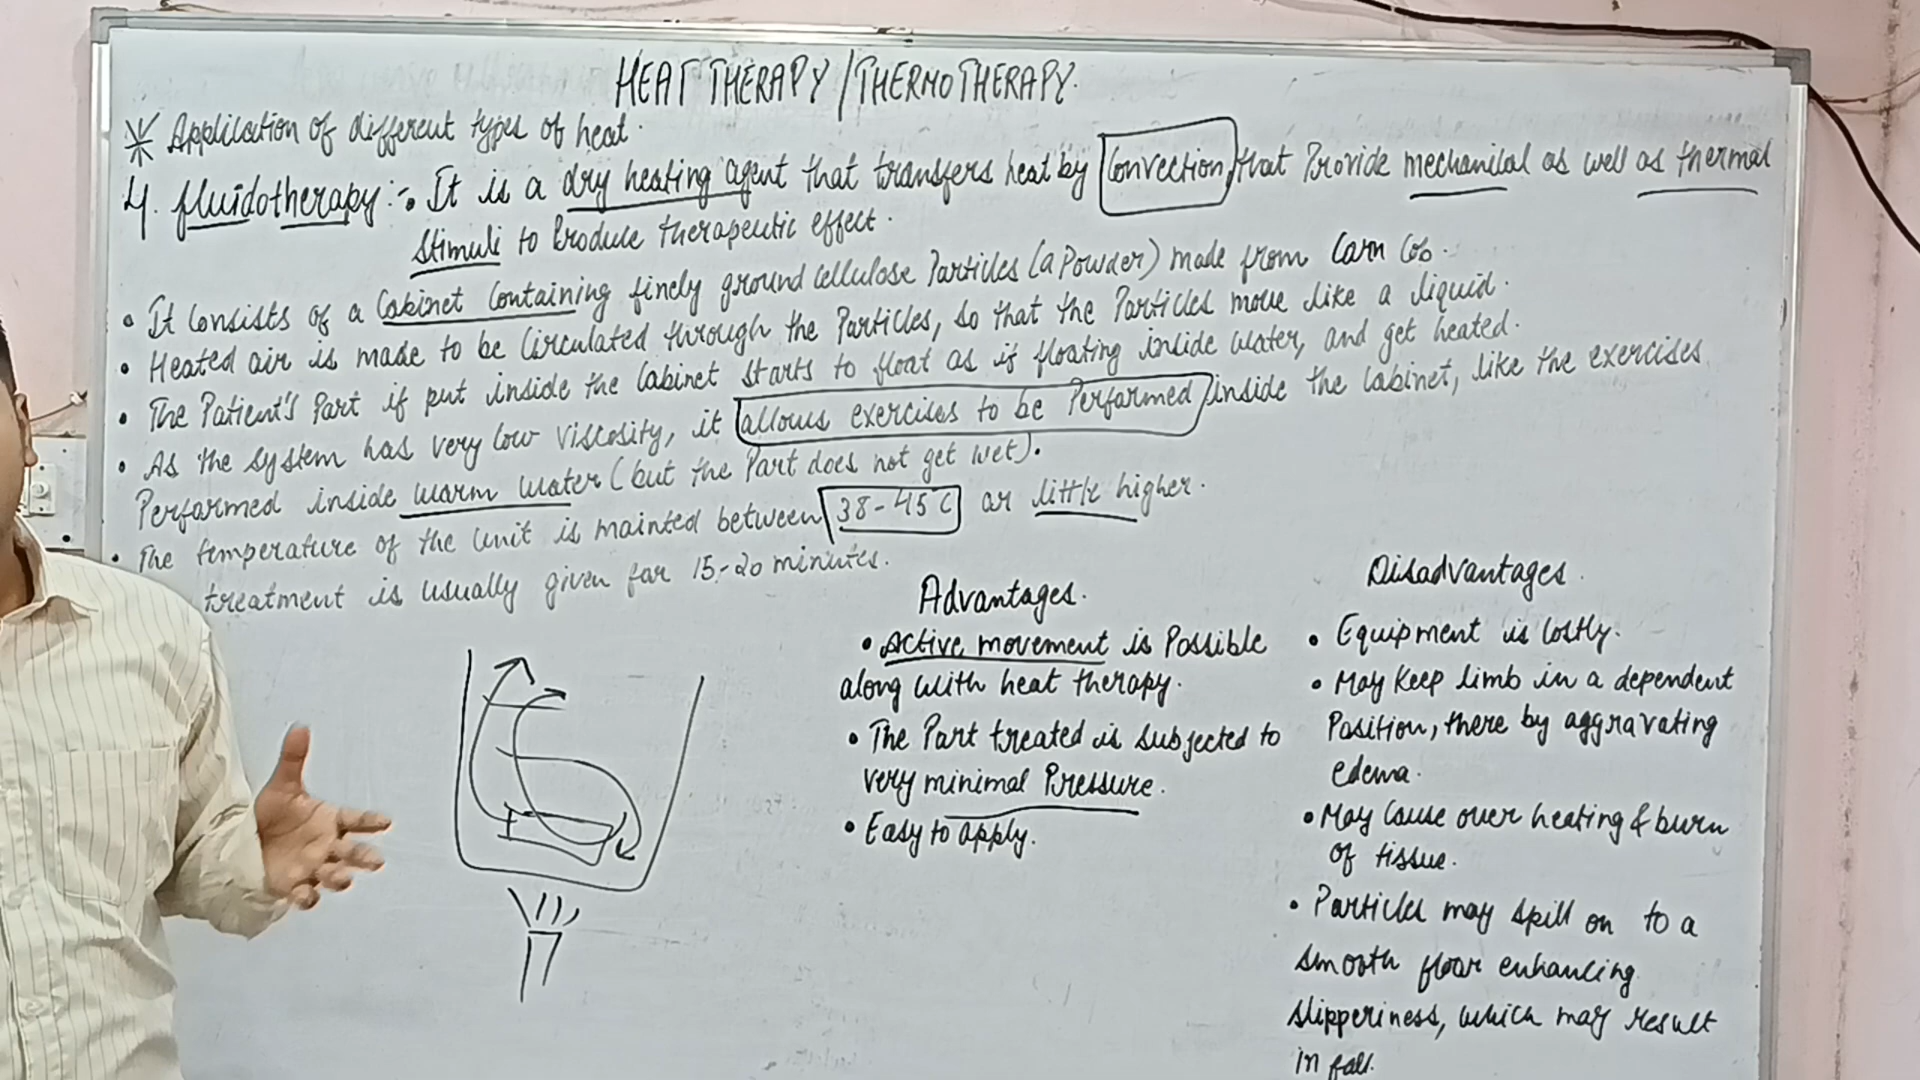 HEAT THERAPY / THERMOTHERAPY.
* Application of different types of heat.
4. fluidotherapy:- • It is a dry heating agent that transfers heat by Convection that Provide mechanical as well as thermal
Stimuli to Produce therapeutic effect.
• It Consists of a Cabinet Containing finely ground Cellulose Particles (a Powder) made from Corn Cob.
• Heated air is made to be Circulated through the Particles, so that the Particles move like a liquid.
• The Patient's Part if put inside the Cabinet starts to float as if floating inside water, and get heated.
• As the system has very low Viscosity, it allows exercises to be Performed inside the Cabinet, like the exercises
Performed inside warm water (but the Part does not get wet).
• The temperature of the unit is mainted between 38-45 C or little higher.
treatment is usually given for 15-20 minutes.
Advantages.
• Active movement is Possible
along with heat therapy.
• The Part treated is subjected to
very minimal Pressure.
• Easy to apply.
Disadvantages.
• Equipment is Costly.
• May Keep limb in a dependent
Position, there by aggravating
edema.
• May Cause over heating & burn
of tissue.
• Particles may spill on to a
smooth floor enhancing
slipperiness, which may result
in fall.